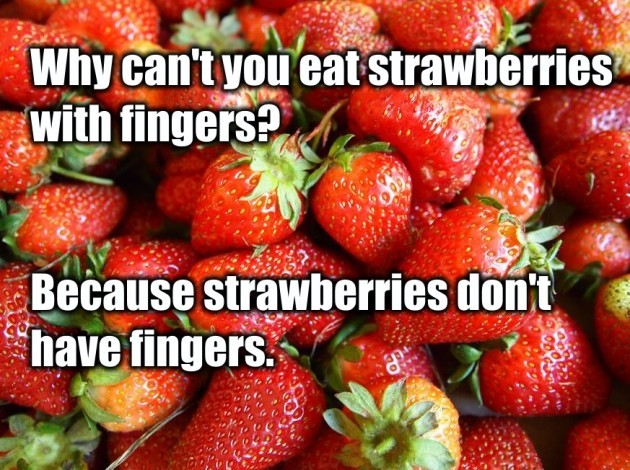 Why can't you eat strawberries
with fingers?
Because strawberries don't
have fingers.